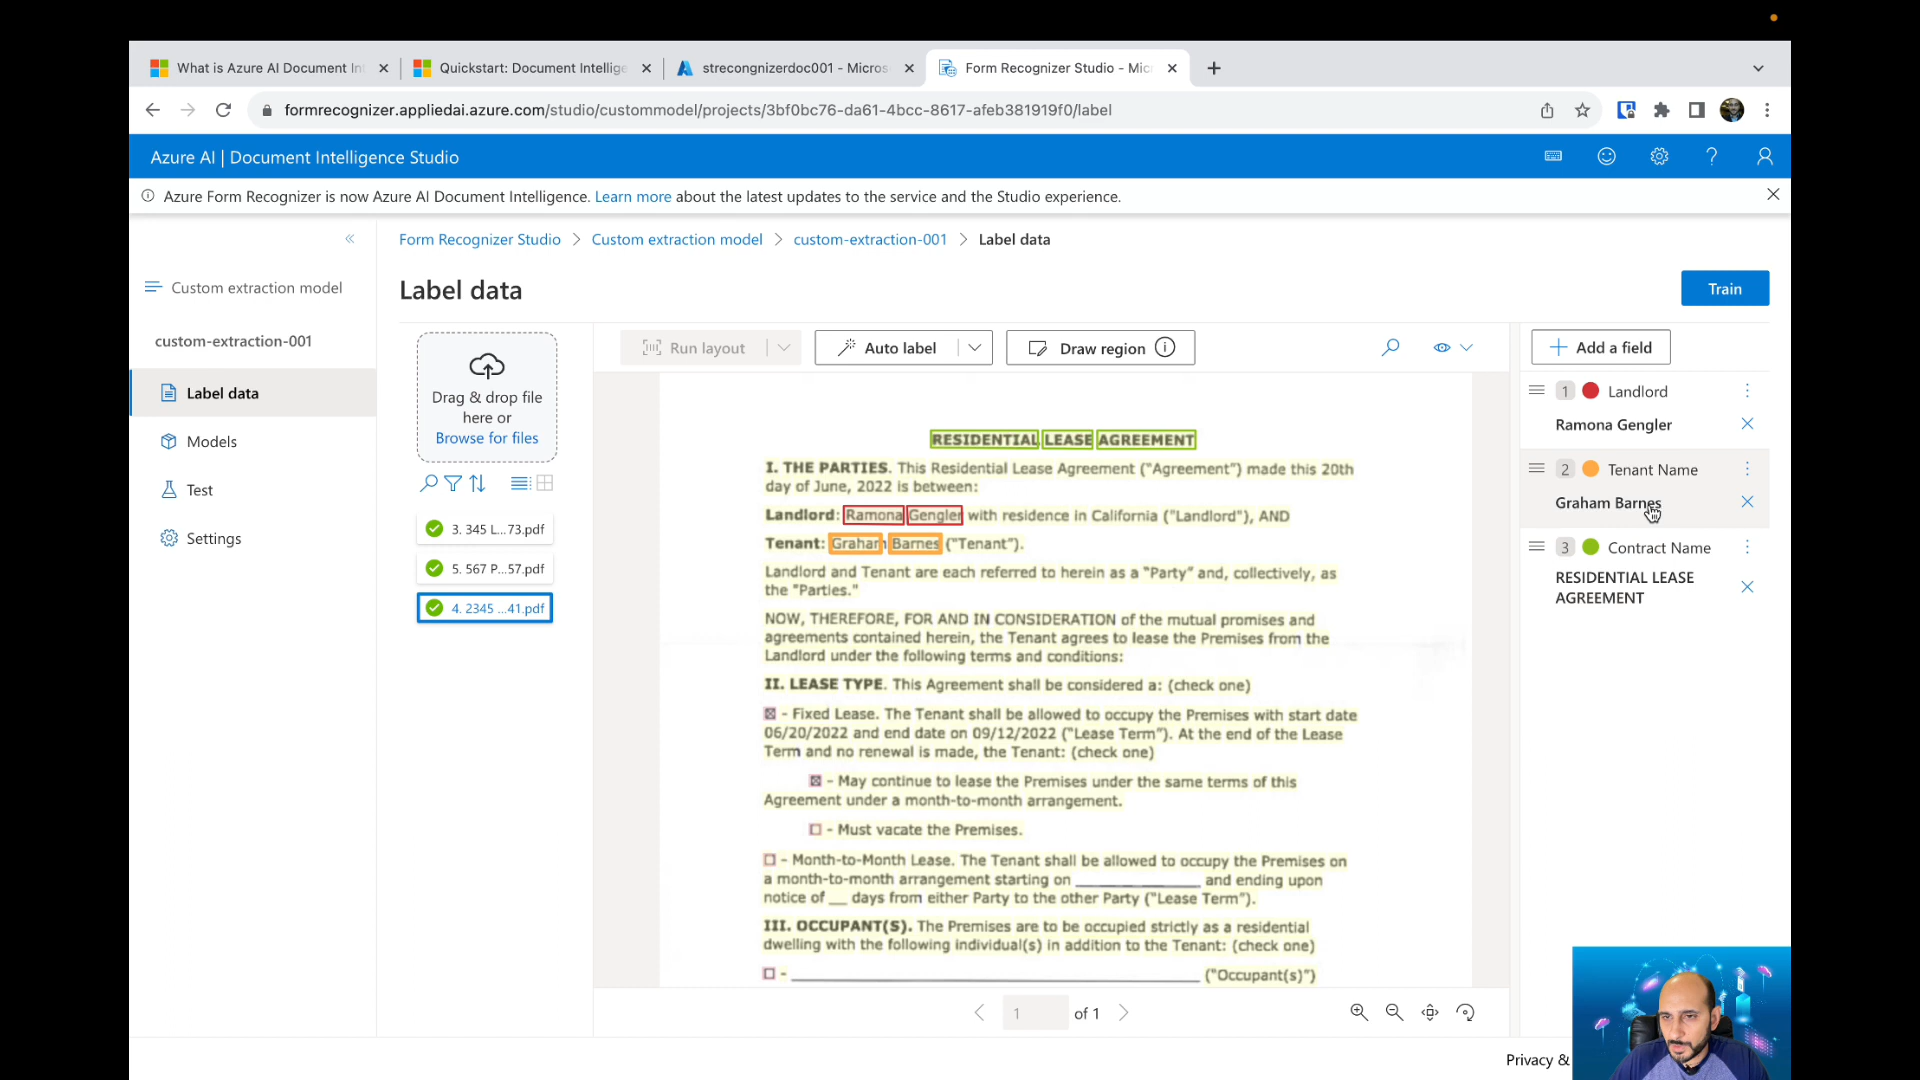 What is Azure AI Document Int
Quickstart: Document Intellige
strecongnizerdoc001 - Micros
Form Recognizer Studio - Mic
formrecognizer.appliedai.azure.com/studio/custommodel/projects/3bf0bc76-da61-4bcc-8617-afeb381919f0/label
Azure AI | Document Intelligence Studio
Azure Form Recognizer is now Azure AI Document Intelligence. Learn more about the latest updates to the service and the Studio experience.
Form Recognizer Studio > Custom extraction model > custom-extraction-001 > Label data
Custom extraction model
custom-extraction-001
Label data
Models
Test
Settings
Label data
Train
Drag & drop file
here or
Browse for files
3. 345 L...73.pdf
5. 567 P...57.pdf
4. 2345 ...41.pdf
Run layout
Auto label
Draw region
RESIDENTIAL LEASE AGREEMENT
I. THE PARTIES. This Residential Lease Agreement ("Agreement") made this 20th
day of June, 2022 is between:
Landlord: Ramona Gengler with residence in California ("Landlord"), AND
Tenant: Graham Barnes ("Tenant").
Landlord and Tenant are each referred to herein as a "Party" and, collectively, as
the "Parties."
NOW, THEREFORE, FOR AND IN CONSIDERATION of the mutual promises and
agreements contained herein, the Tenant agrees to lease the Premises from the
Landlord under the following terms and conditions:
II. LEASE TYPE. This Agreement shall be considered a: (check one)
☒ - Fixed Lease. The Tenant shall be allowed to occupy the Premises with start date
06/20/2022 and end date on 09/12/2022 ("Lease Term"). At the end of the Lease
Term and no renewal is made, the Tenant: (check one)
☒ - May continue to lease the Premises under the same terms of this
Agreement under a month-to-month arrangement.
☐ - Must vacate the Premises.
☐ - Month-to-Month Lease. The Tenant shall be allowed to occupy the Premises on
a month-to-month arrangement starting on _______________ and ending upon
notice of __ days from either Party to the other Party ("Lease Term").
III. OCCUPANT(S). The Premises are to be occupied strictly as a residential
dwelling with the following individual(s) in addition to the Tenant: (check one)
☐ - _______________ ("Occupant(s)")
1 of 1
Add a field
1 Landlord
Ramona Gengler
2 Tenant Name
Graham Barnes
3 Contract Name
RESIDENTIAL LEASE
AGREEMENT
Privacy &